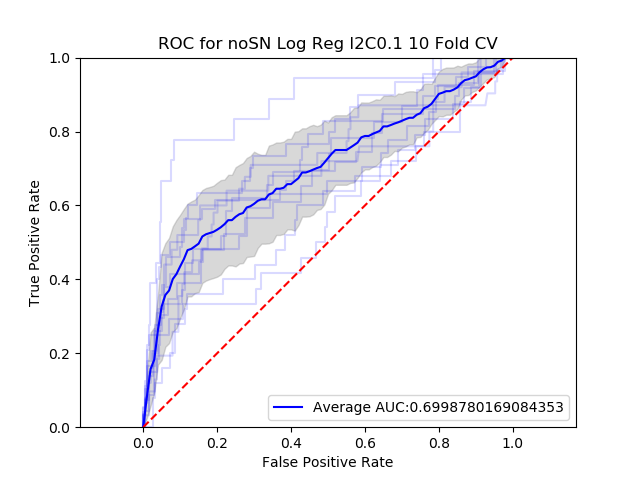 ROC for noSN Log Reg l2C0.1 10 Fold CV
True Positive Rate
1.0
0.8
0.6
0.4
0.2
0.0
Average AUC:0.6998780169084353
0.0 0.2 0.4 0.6 0.8 1.0
False Positive Rate